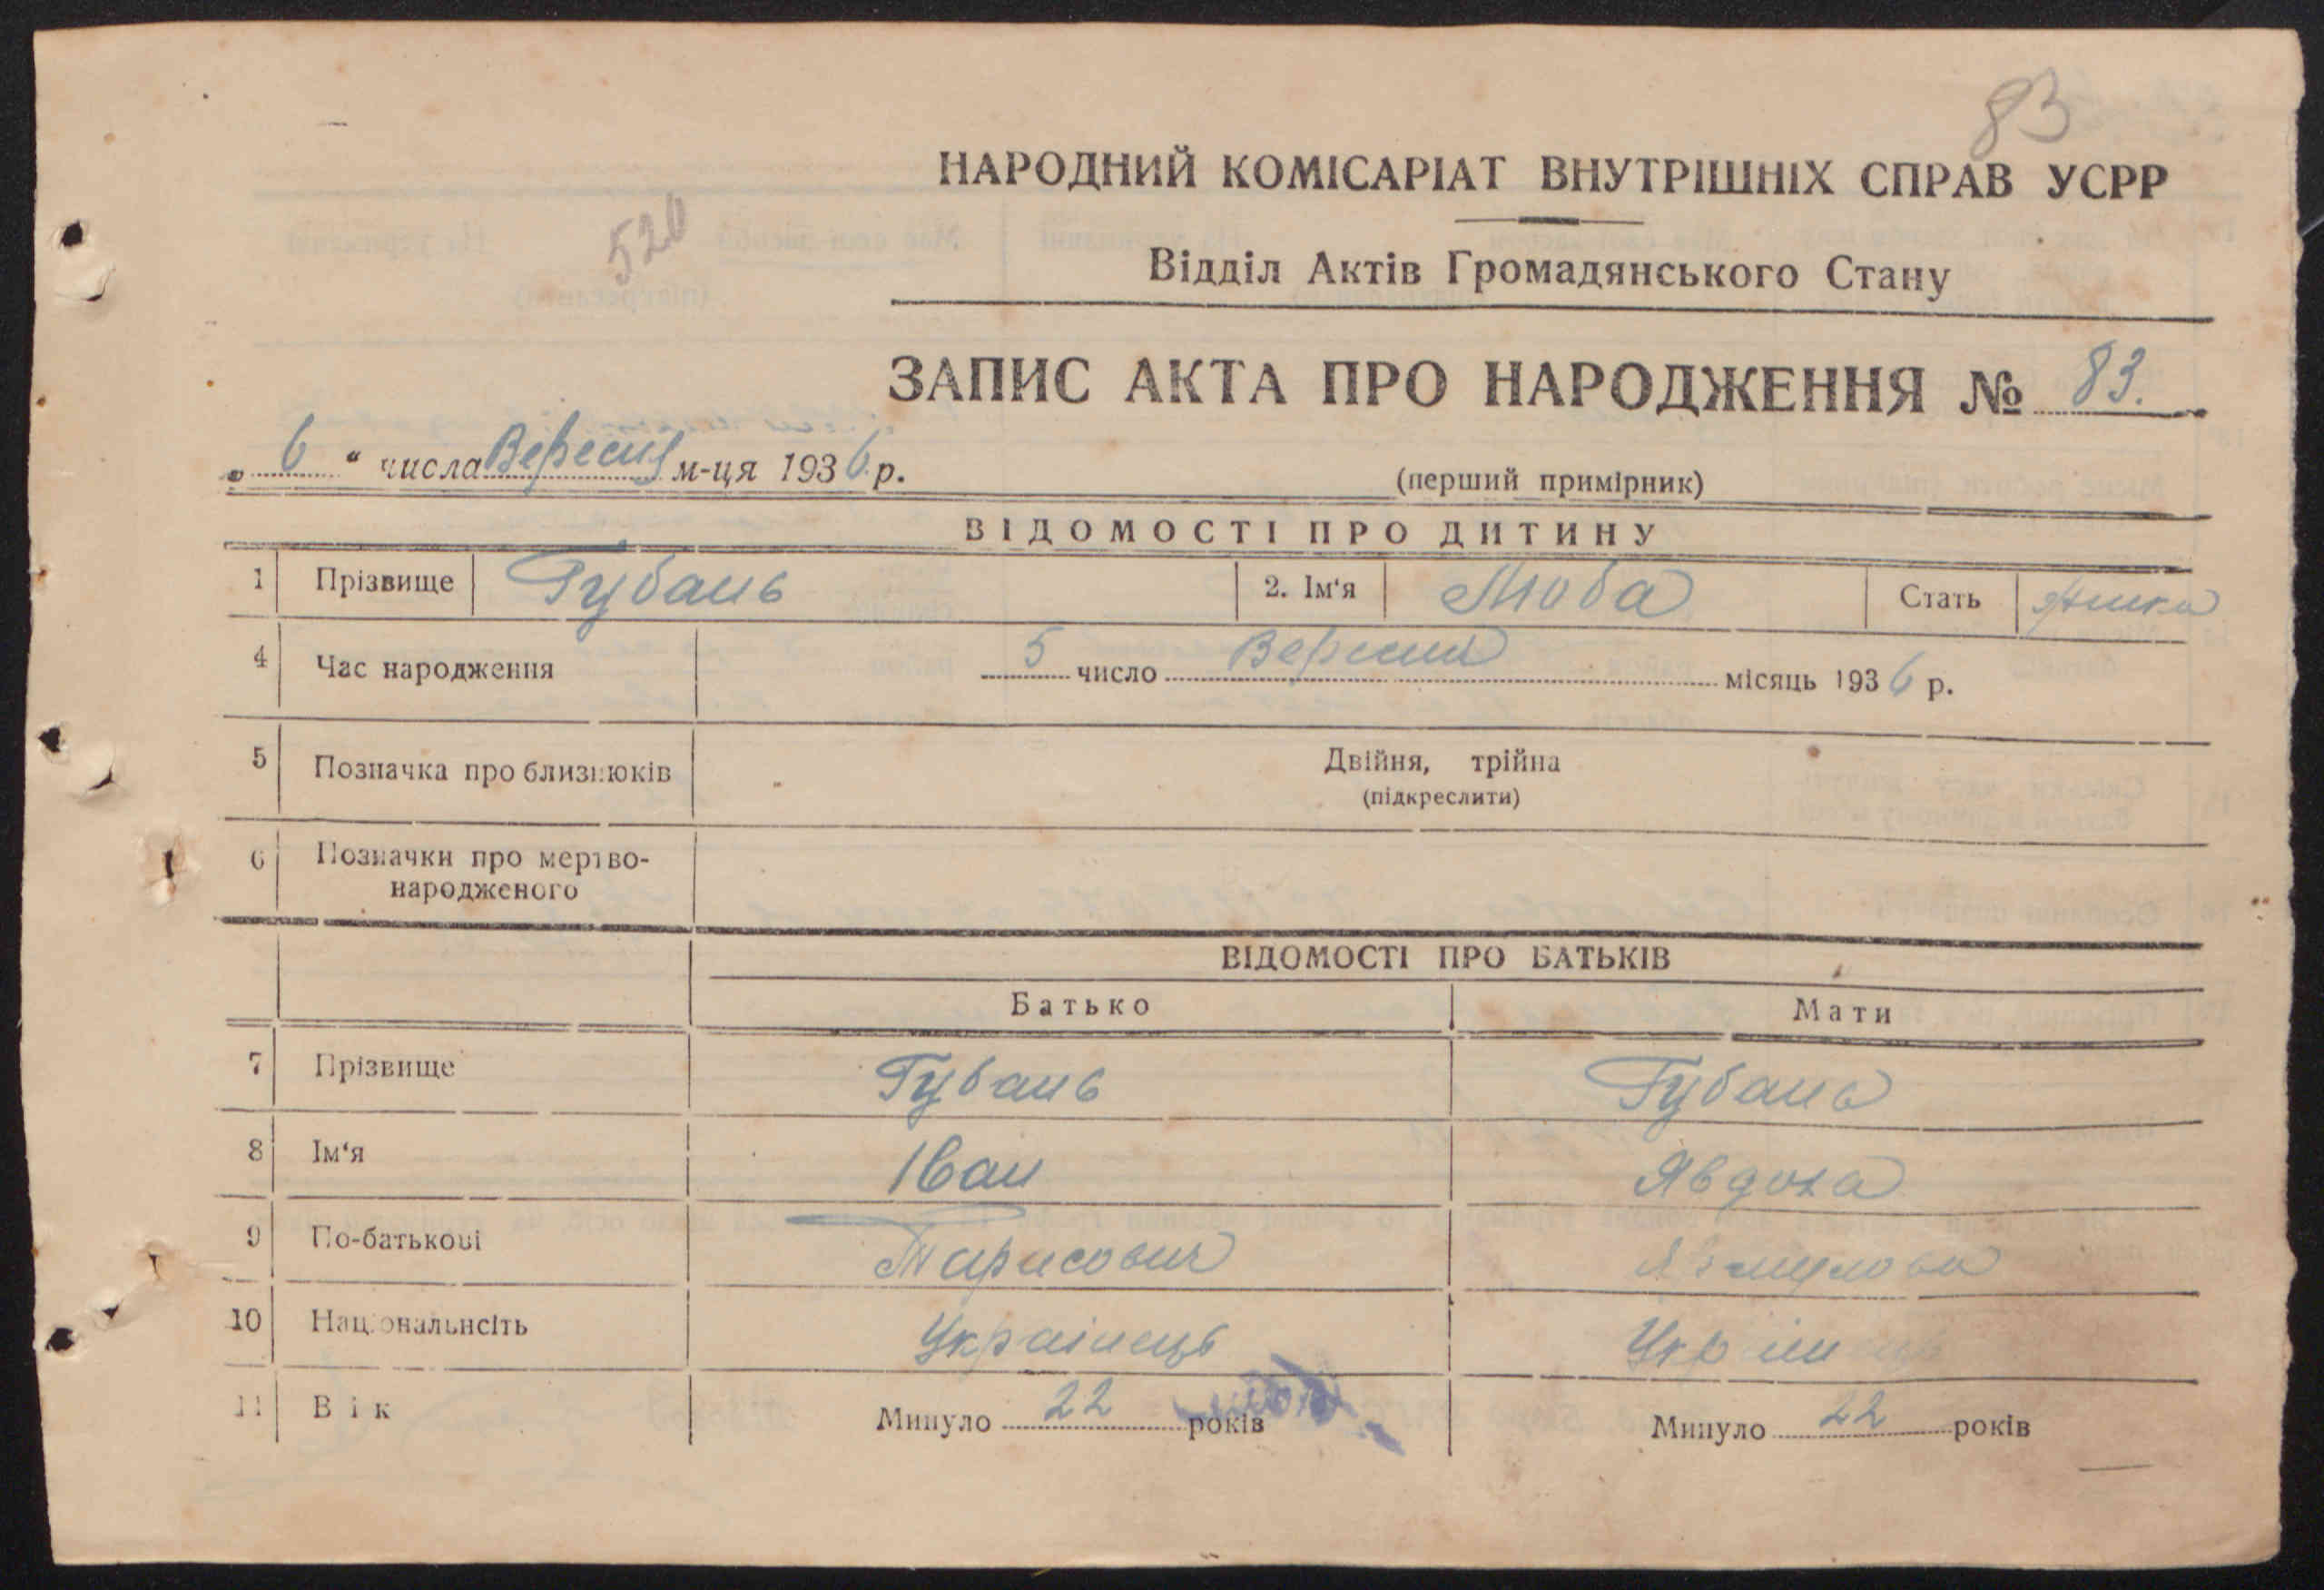 83
НАРОДНИЙ КОМІСАРІАТ ВНУТРІШНІХ СПРАВ УСРР
520
Відділ Актів Громадянського Стану
ЗАПИС АКТА ПРО НАРОДЖЕННЯ № 83.
„ 6 “ числа Вересня м-ця 1936 р.
(перший примірник)
ВІДОМОСТІ ПРО ДИТИНУ
1 Прізвище Губань 2. Ім‘я Люба Стать
4 Час народження 5 число Вересня місяць 1936 р.
5 Позначка про близнюків Двійня, трійна
(підкреслити)
6 Позначки про мертво-
народженого
ВІДОМОСТІ ПРО БАТЬКІВ
Батько Мати
7 Прізвище Губань Губань
8 Ім‘я Іван Явдоха
9 По-батькові Тарасович
10 Національнсіть Українець
11 Вік Минуло 22 років Минуло 22 років